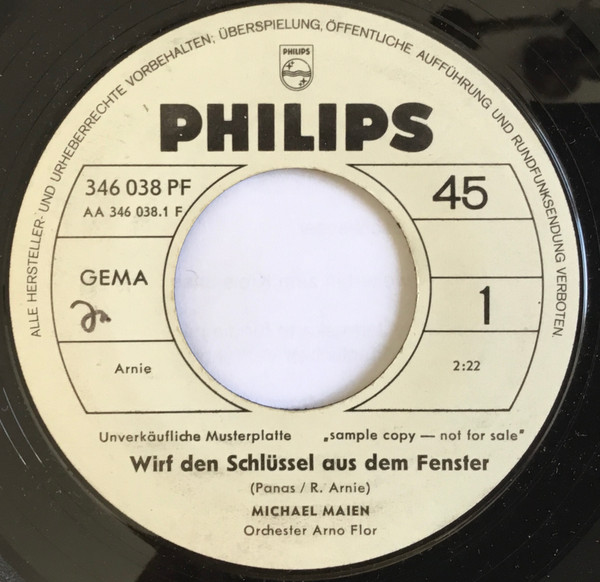 ALLE HERSTELLER- UND URHEBERRECHTE VORBEHALTEN; ÜBERSPIELUNG, ÖFFENTLICHE AUFFÜHRUNG UND RUNDFUNKSENDUNG VERBOTEN.
PHILIPS
PHILIPS
346 038 PF
45
AA 346 038.1 F
GEMA
1
Arnie
2:22
Unverkäufliche Musterplatte „sample copy — not for sale"
Wirf den Schlüssel aus dem Fenster
(Panas / R. Arnie)
MICHAEL MAIEN
Orchester Arno Flor